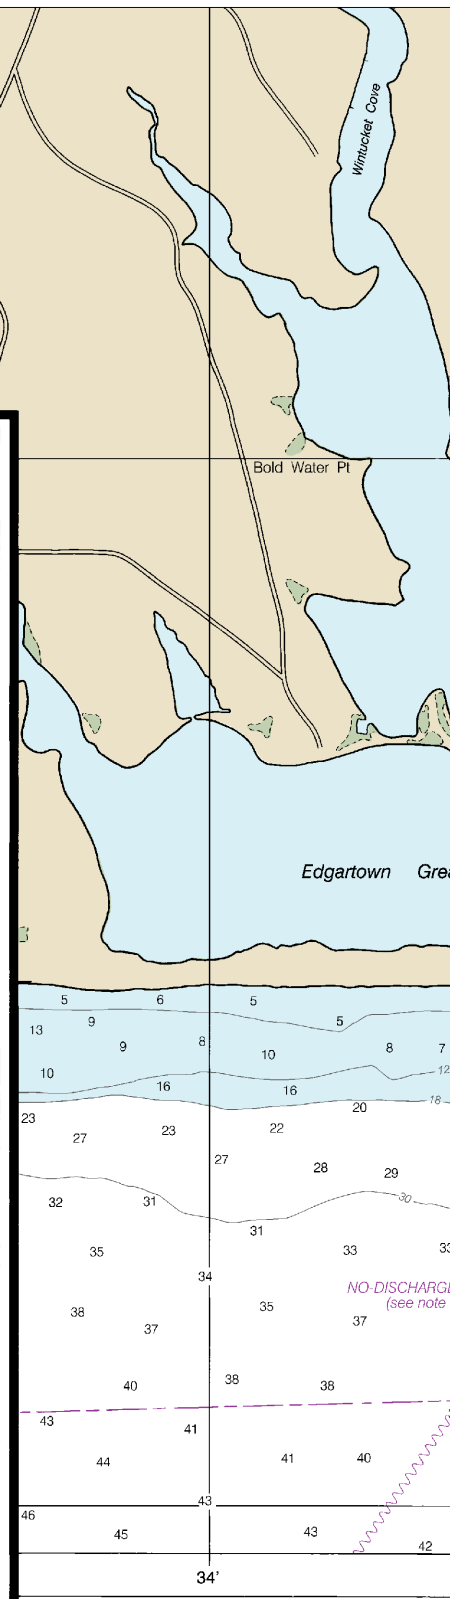 Wintucket Cove
Bold Water Pt
Edgartown Grea
5 6 5
5
9
13 8
9 10 8 7
10 12
16 16
18
20
23 23 22
27 27
28 29
30
32 31
31
35 33 33
34
NO-DISCHARGE
(see note
38 35 37
37
40 38 38
43 41
44 41 40
43
46
45 43
42
34'